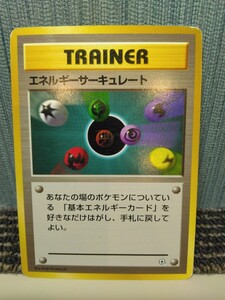 TRAINER
エネルギーサーキュレート
あなたの場のポケモンについている「基本エネルギーカード」を好きなだけはがし、手札に戻してよい。